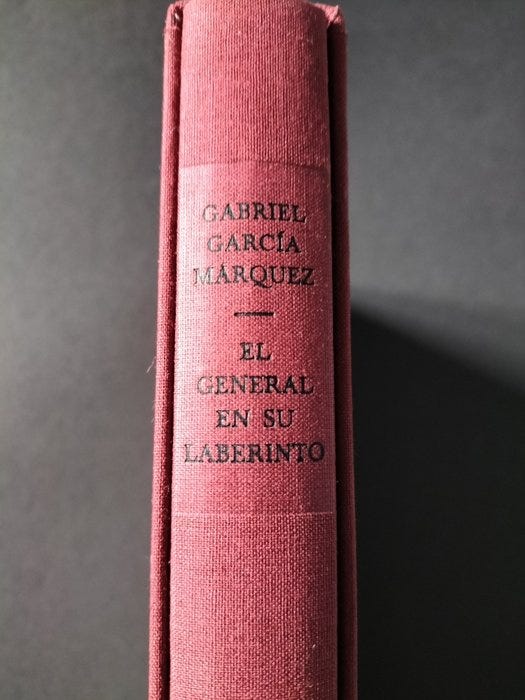 GABRIEL
GARCÍA
MÁRQUEZ
EL
GENERAL
EN SU
LABERINTO